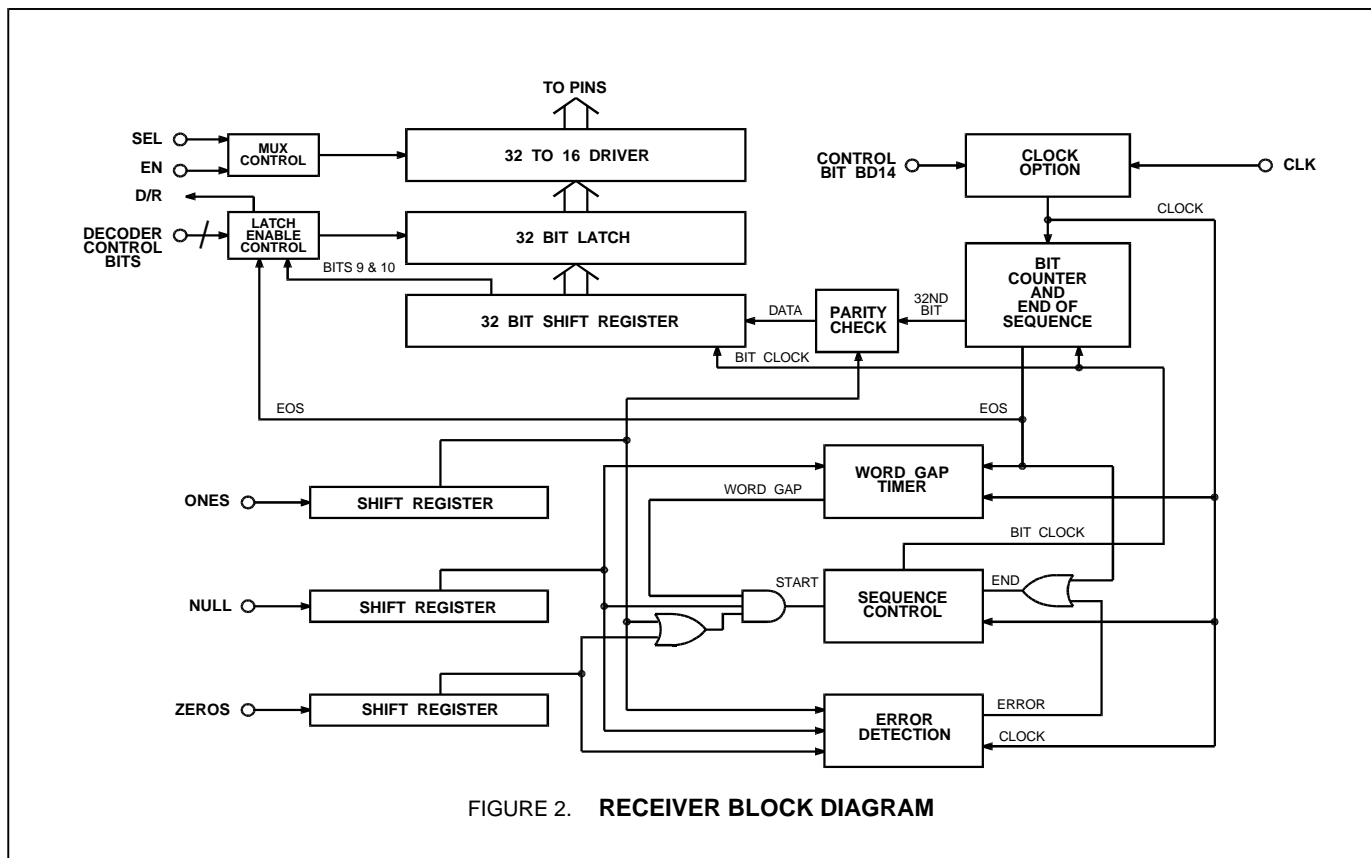 TO PINS
SEL
EN
D/R
DECODER
CONTROL
BITS
MUX
CONTROL
LATCH
ENABLE
CONTROL
32 TO 16 DRIVER
32 BIT LATCH
BITS 9 & 10
32 BIT SHIFT REGISTER
DATA
PARITY
CHECK
32ND
BIT
CONTROL
BIT BD14
CLOCK
OPTION
CLK
CLOCK
BIT
COUNTER
AND
END OF
SEQUENCE
BIT CLOCK
EOS
EOS
ONES
SHIFT REGISTER
WORD GAP
WORD GAP
TIMER
BIT CLOCK
NULL
SHIFT REGISTER
START
SEQUENCE
CONTROL
END
ZEROS
SHIFT REGISTER
ERROR
DETECTION
ERROR
CLOCK
FIGURE 2. RECEIVER BLOCK DIAGRAM